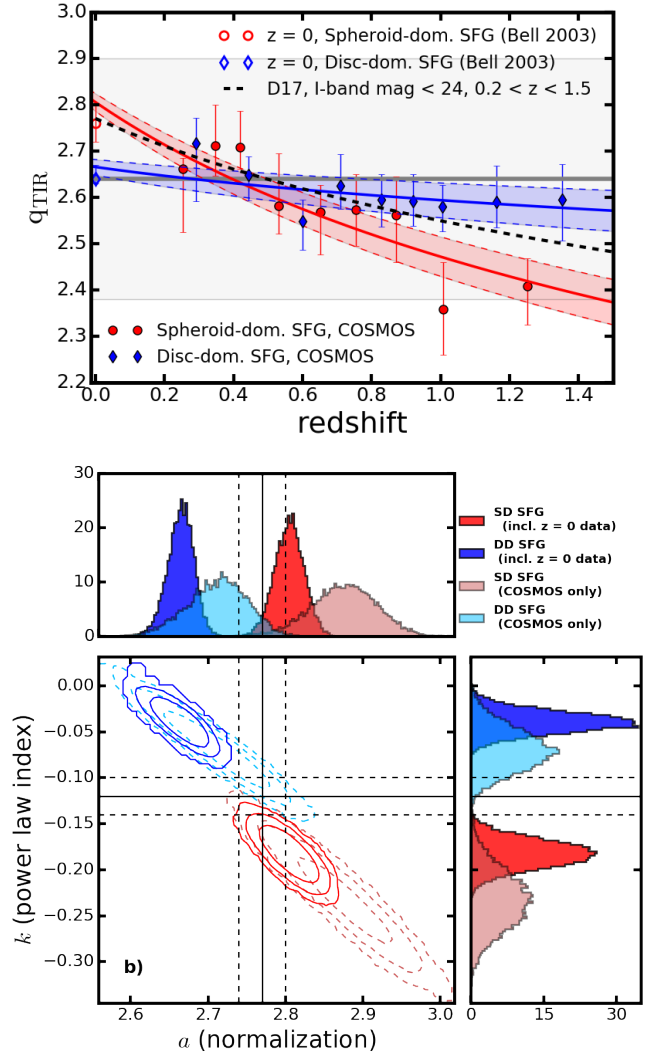 3.0
2.9
2.8
2.7
2.6
2.5
2.4
2.3
2.2
qTIR
z = 0, Spheroid-dom. SFG (Bell 2003)
z = 0, Disc-dom. SFG (Bell 2003)
D17, I-band mag < 24, 0.2 < z < 1.5
Spheroid-dom. SFG, COSMOS
Disc-dom. SFG, COSMOS
0.0 0.2 0.4 0.6 0.8 1.0 1.2 1.4
redshift
30
20
10
0
SD SFG
(incl. z = 0 data)
DD SFG
(incl. z = 0 data)
SD SFG
(COSMOS only)
DD SFG
(COSMOS only)
0.00
−0.05
−0.10
−0.15
−0.20
−0.25
−0.30
k (power law index)
b)
2.6 2.7 2.8 2.9 3.0
a (normalization)
0 15 30